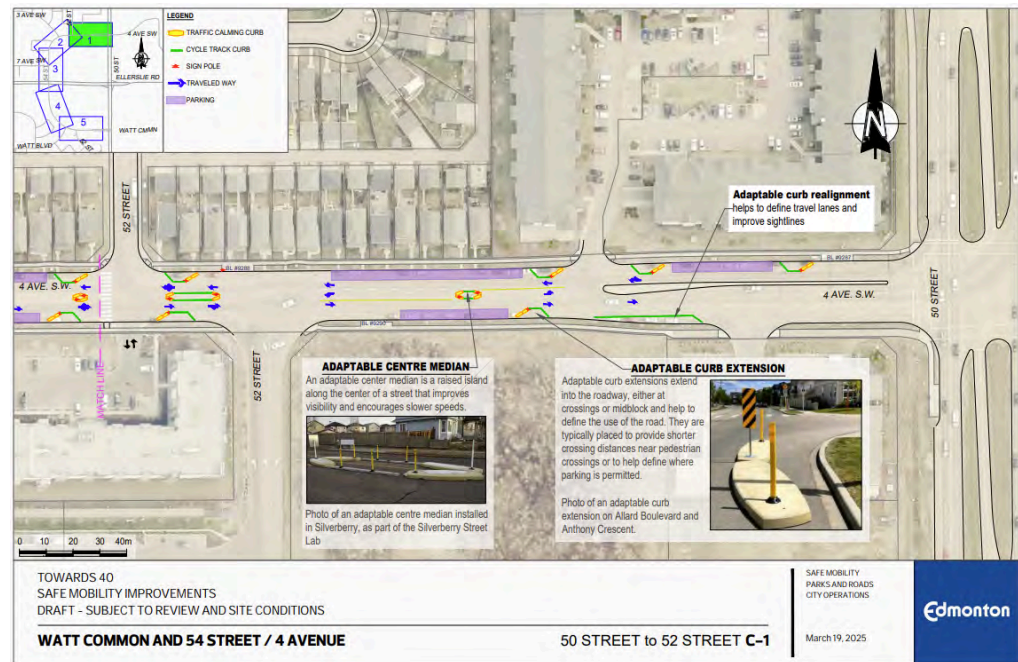 3 AVE SW
52 ST
4 AVE SW
1
2
50 ST
7 AVE SW
3
54 ST
ELLERSLIE RD
4
5
WATT CMMN
WATT BLVD
LEGEND
TRAFFIC CALMING CURB
CYCLE TRACK CURB
SIGN POLE
TRAVELED WAY
PARKING
N
Adaptable curb realignment
helps to define travel lanes and
improve sightlines
52 STREET
BL #9286
BL #9297
4 AVE. S.W.
4 AVE. S.W.
50 STREET
52 STREET
MATCH LINE
ADAPTABLE CENTRE MEDIAN
An adaptable center median is a raised island
along the center of a street that improves
visibility and encourages slower speeds.
Photo of an adaptable centre median installed
in Silverberry, as part of the Silverberry Street
Lab
ADAPTABLE CURB EXTENSION
Adaptable curb extensions extend
into the roadway, either at
crossings or midblock and help to
define the use of the road. They are
typically placed to provide shorter
crossing distances near pedestrian
crossings or to help define where
parking is permitted.
Photo of an adaptable curb
extension on Allard Boulevard and
Anthony Crescent.
0 10 20 30 40m
TOWARDS 40
SAFE MOBILITY IMPROVEMENTS
DRAFT - SUBJECT TO REVIEW AND SITE CONDITIONS
WATT COMMON AND 54 STREET / 4 AVENUE
50 STREET to 52 STREET C-1
SAFE MOBILITY
PARKS AND ROADS
CITY OPERATIONS
March 19, 2025
Edmonton